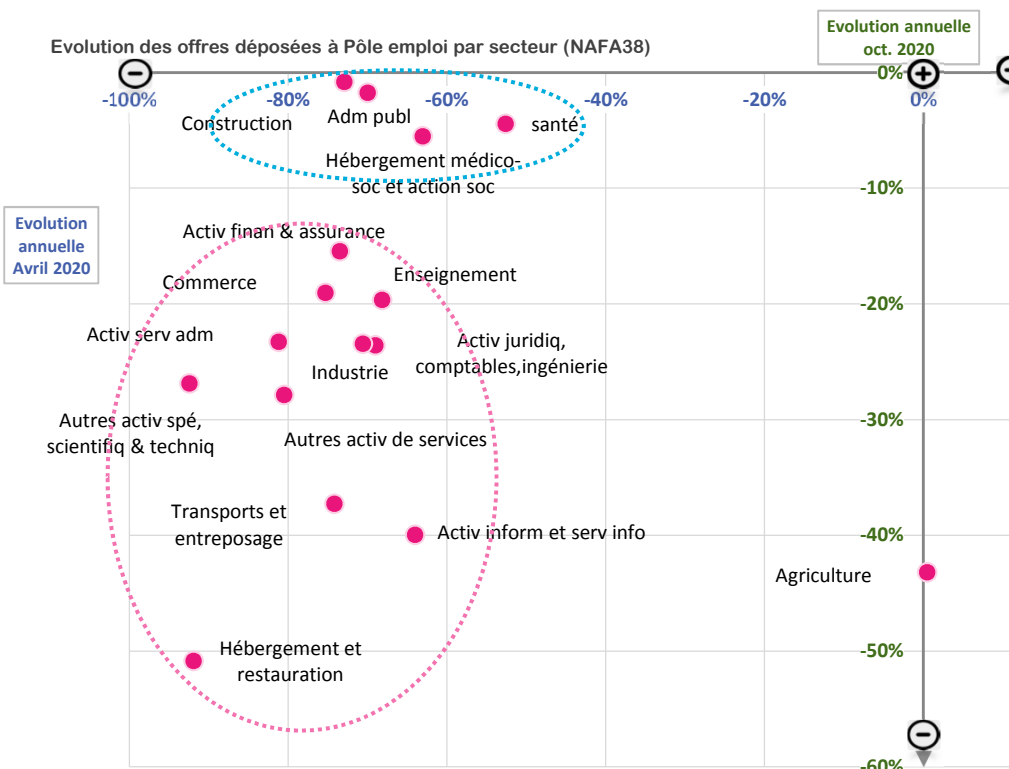 Evolution annuelle
oct. 2020
Evolution des offres déposées à Pôle emploi par secteur (NAFA38)
0%
-100%
-80%
-60%
-40%
-20%
0%
Construction
Adm publ
santé
Hébergement médico-
soc et action soc
-10%
Evolution
annuelle
Avril 2020
Activ finan & assurance
Commerce
Enseignement
-20%
Activ serv adm
Activ juridiq,
comptables,ingénierie
Industrie
-30%
Autres activ spé,
scientifiq & techniq
Autres activ de services
Transports et
entreposage
Activ inform et serv info
-40%
Agriculture
Hébergement et
restauration
-50%
-60%